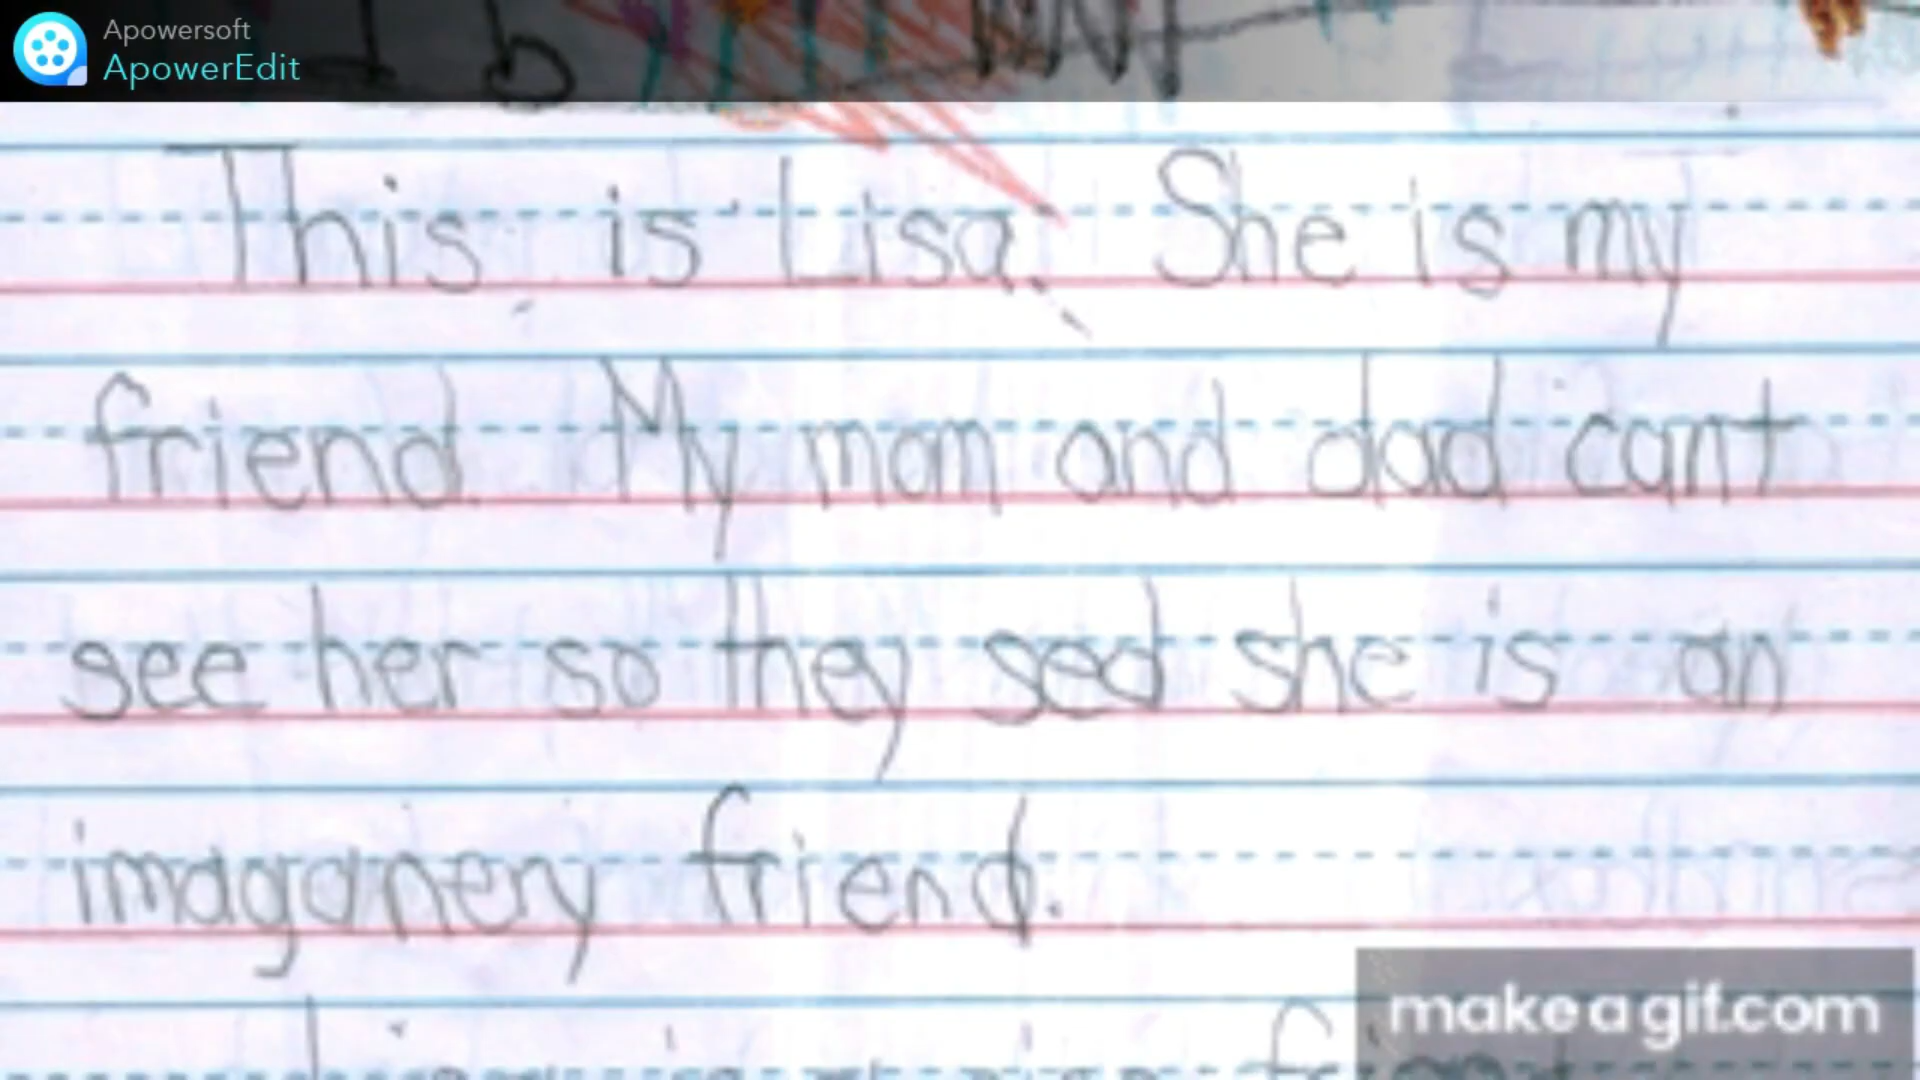 Apowersoft
ApowerEdit
This is Lisa. She is my
friend. My mom and dad cant
see her so they sed she is an
imaganery friend.
makeagif.com